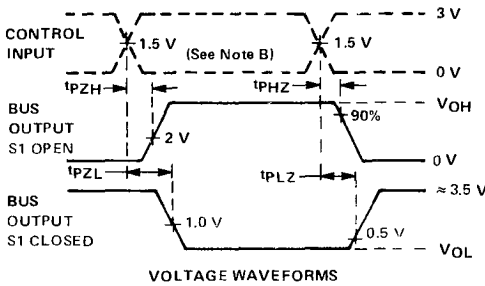 3 V
CONTROL
INPUT
1.5 V
(See Note B)
1.5 V
0 V
tPZH
tPHZ
BUS
OUTPUT
S1 OPEN
VOH
90%
2 V
0 V
tPZL
tPLZ
BUS
OUTPUT
S1 CLOSED
≈ 3.5 V
1.0 V
0.5 V
VOL
VOLTAGE WAVEFORMS